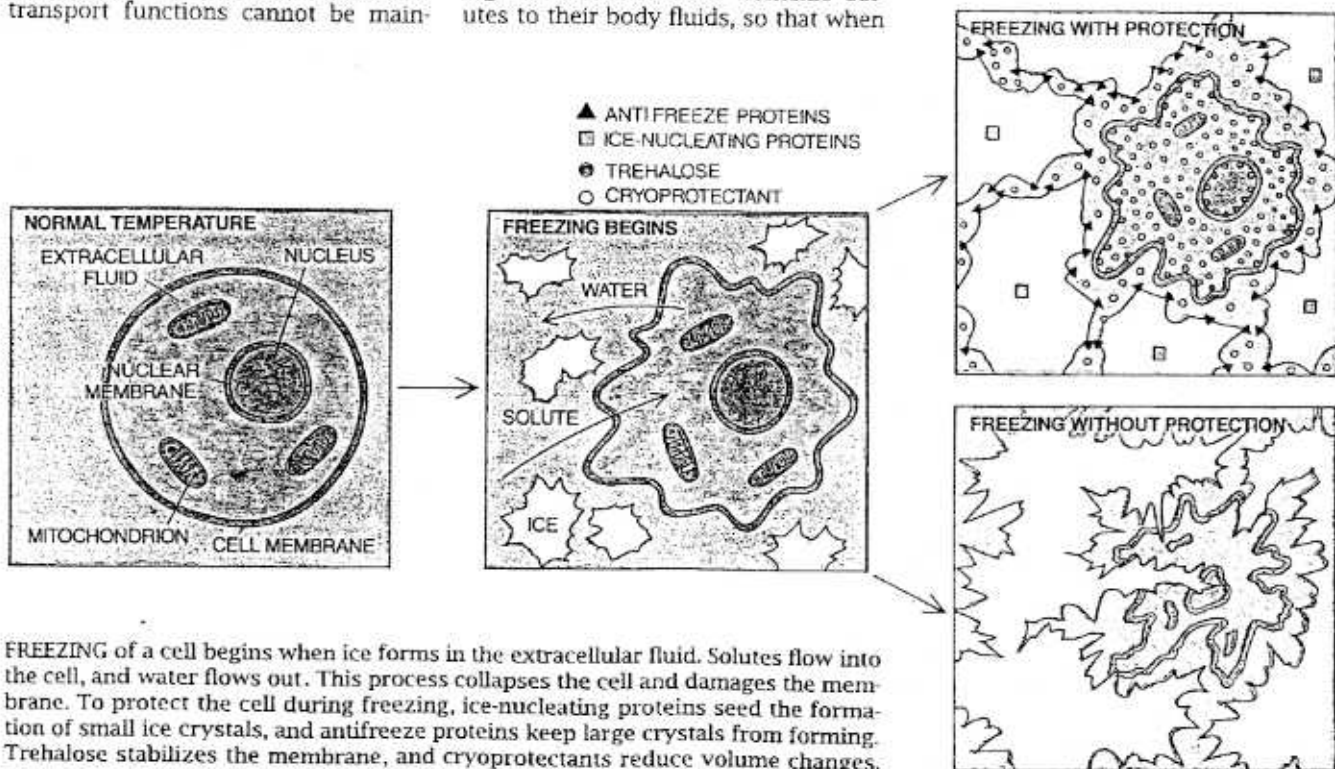 transport functions cannot be main-
utes to their body fluids, so that when
▲ ANTIFREEZE PROTEINS
ICE-NUCLEATING PROTEINS
TREHALOSE
CRYOPROTECTANT
NORMAL TEMPERATURE
EXTRACELLULAR
FLUID
NUCLEUS
NUCLEAR
MEMBRANE
MITOCHONDRION
CELL MEMBRANE
FREEZING BEGINS
WATER
SOLUTE
ICE
FREEZING WITH PROTECTION
FREEZING WITHOUT PROTECTION
FREEZING of a cell begins when ice forms in the extracellular fluid. Solutes flow into
the cell, and water flows out. This process collapses the cell and damages the mem-
brane. To protect the cell during freezing, ice-nucleating proteins seed the forma-
tion of small ice crystals, and antifreeze proteins keep large crystals from forming.
Trehalose stabilizes the membrane, and cryoprotectants reduce volume changes.